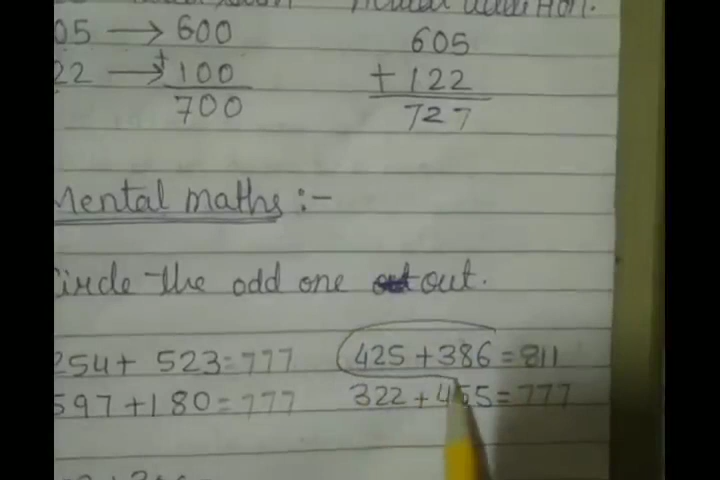 05 → 600 605
22 → +100 +122
700 727
Mental maths :-
Circle the odd one out.
254 + 523 = 777 425 + 386 = 811
597 + 180 = 777 322 + 455 = 777